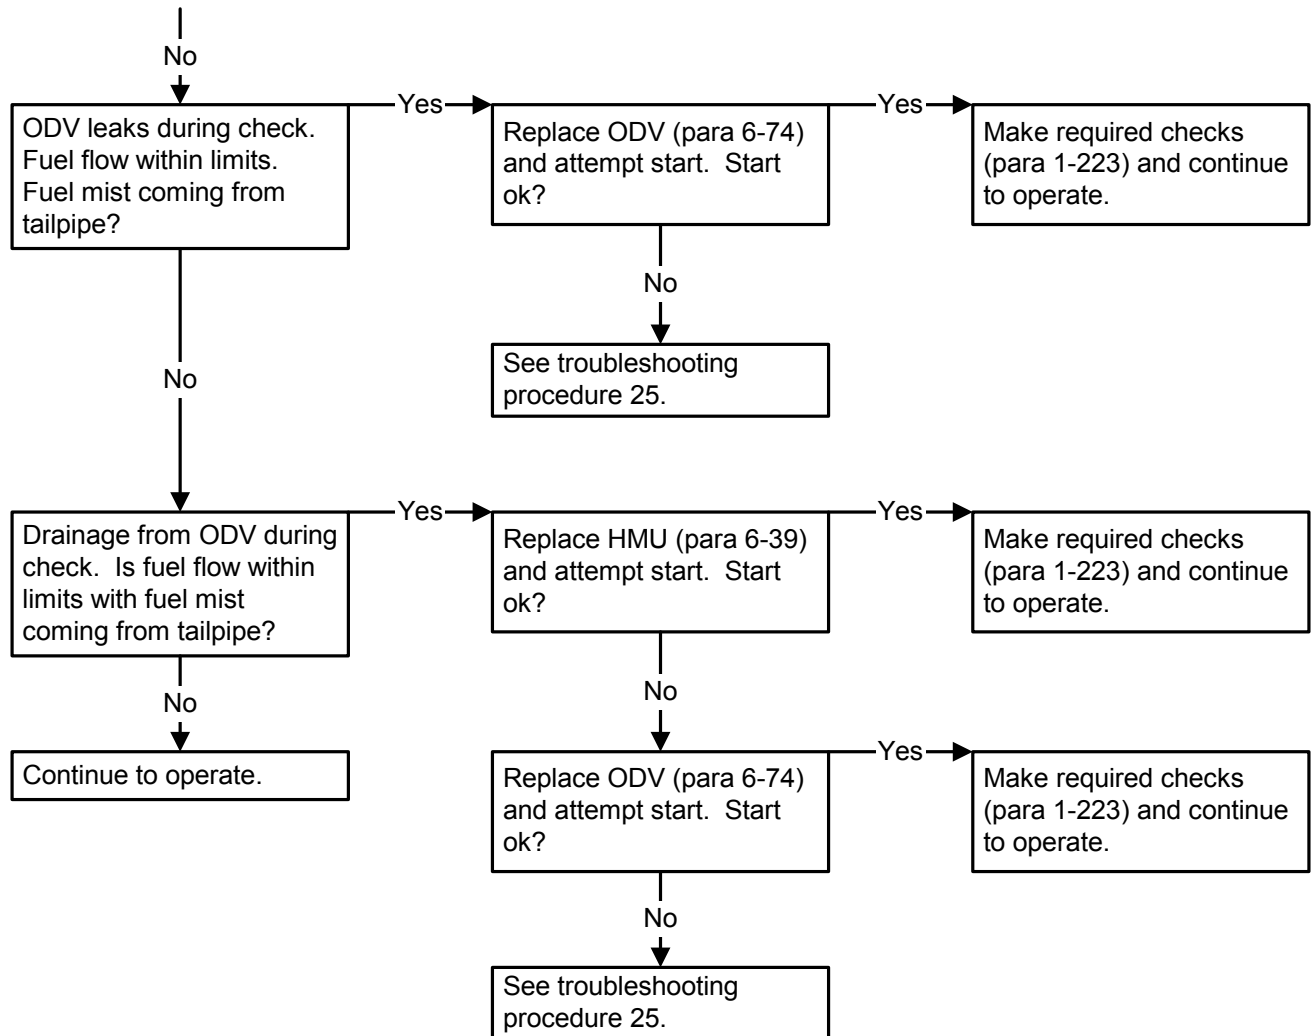 No
ODV leaks during check.
Fuel flow within limits.
Fuel mist coming from
tailpipe?
Yes
Replace ODV (para 6-74)
and attempt start.  Start
ok?
Yes
Make required checks
(para 1-223) and continue
to operate.
No
See troubleshooting
procedure 25.
No
Drainage from ODV during
check.  Is fuel flow within
limits with fuel mist
coming from tailpipe?
Yes
Replace HMU (para 6-39)
and attempt start.  Start
ok?
Yes
Make required checks
(para 1-223) and continue
to operate.
No
Continue to operate.
No
Replace ODV (para 6-74)
and attempt start.  Start
ok?
Yes
Make required checks
(para 1-223) and continue
to operate.
No
See troubleshooting
procedure 25.